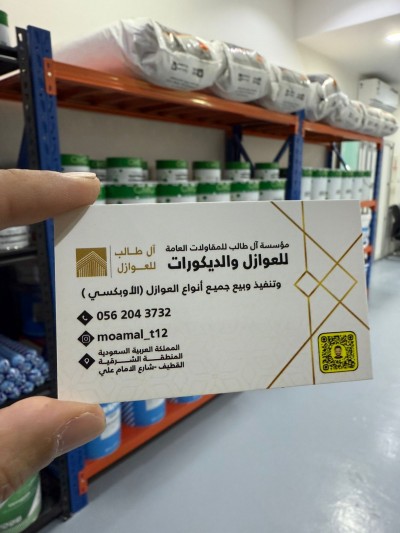 مؤسسة آل طالب للمقاولات العامة
للعوازل والديكورات
آل طالب
للعوازل
وتنفيذ وبيع جميع أنواع العوازل (الأوبكسي )
056 204 3732
moamal_t12
المملكة العربية السعودية
المنطقة الشرقية
القطيف -شارع الامام علي